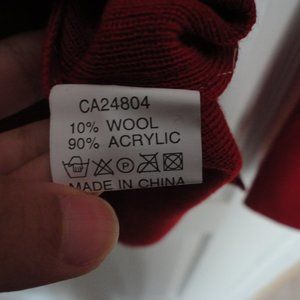 CA24804
10% WOOL
90% ACRYLIC
MADE IN CHINA